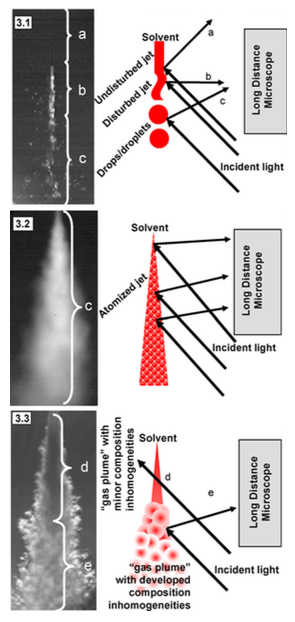 3.1
a
b
c
Solvent
Undisturbed jet
Disturbed jet
Drops/droplets
a
b
c
Long Distance
Microscope
Incident light
3.2
c
Solvent
Atomized jet
Long Distance
Microscope
Incident light
3.3
d
e
"gas plume" with
minor composition
inhomogeneities
Solvent
d
e
Long Distance
Microscope
Incident light
"gas plume"
with developed
composition
inhomogeneities